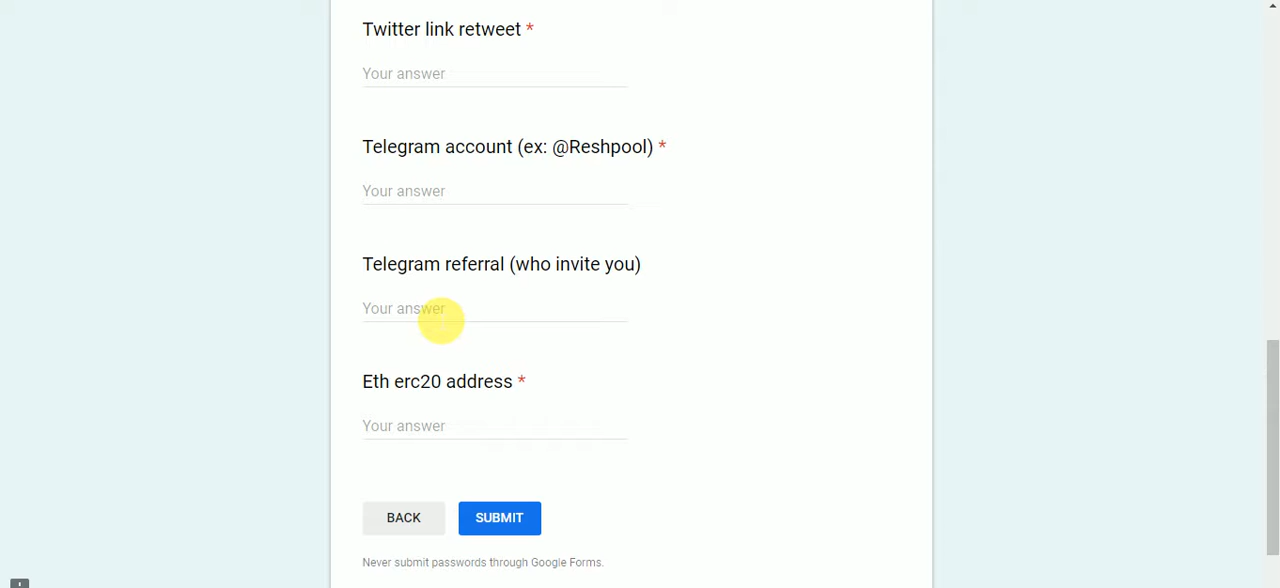 Twitter link retweet *
Your answer
Telegram account (ex: @Reshpool) *
Your answer
Telegram referral (who invite you)
Your answer
Eth erc20 address *
Your answer
BACK SUBMIT
Never submit passwords through Google Forms.